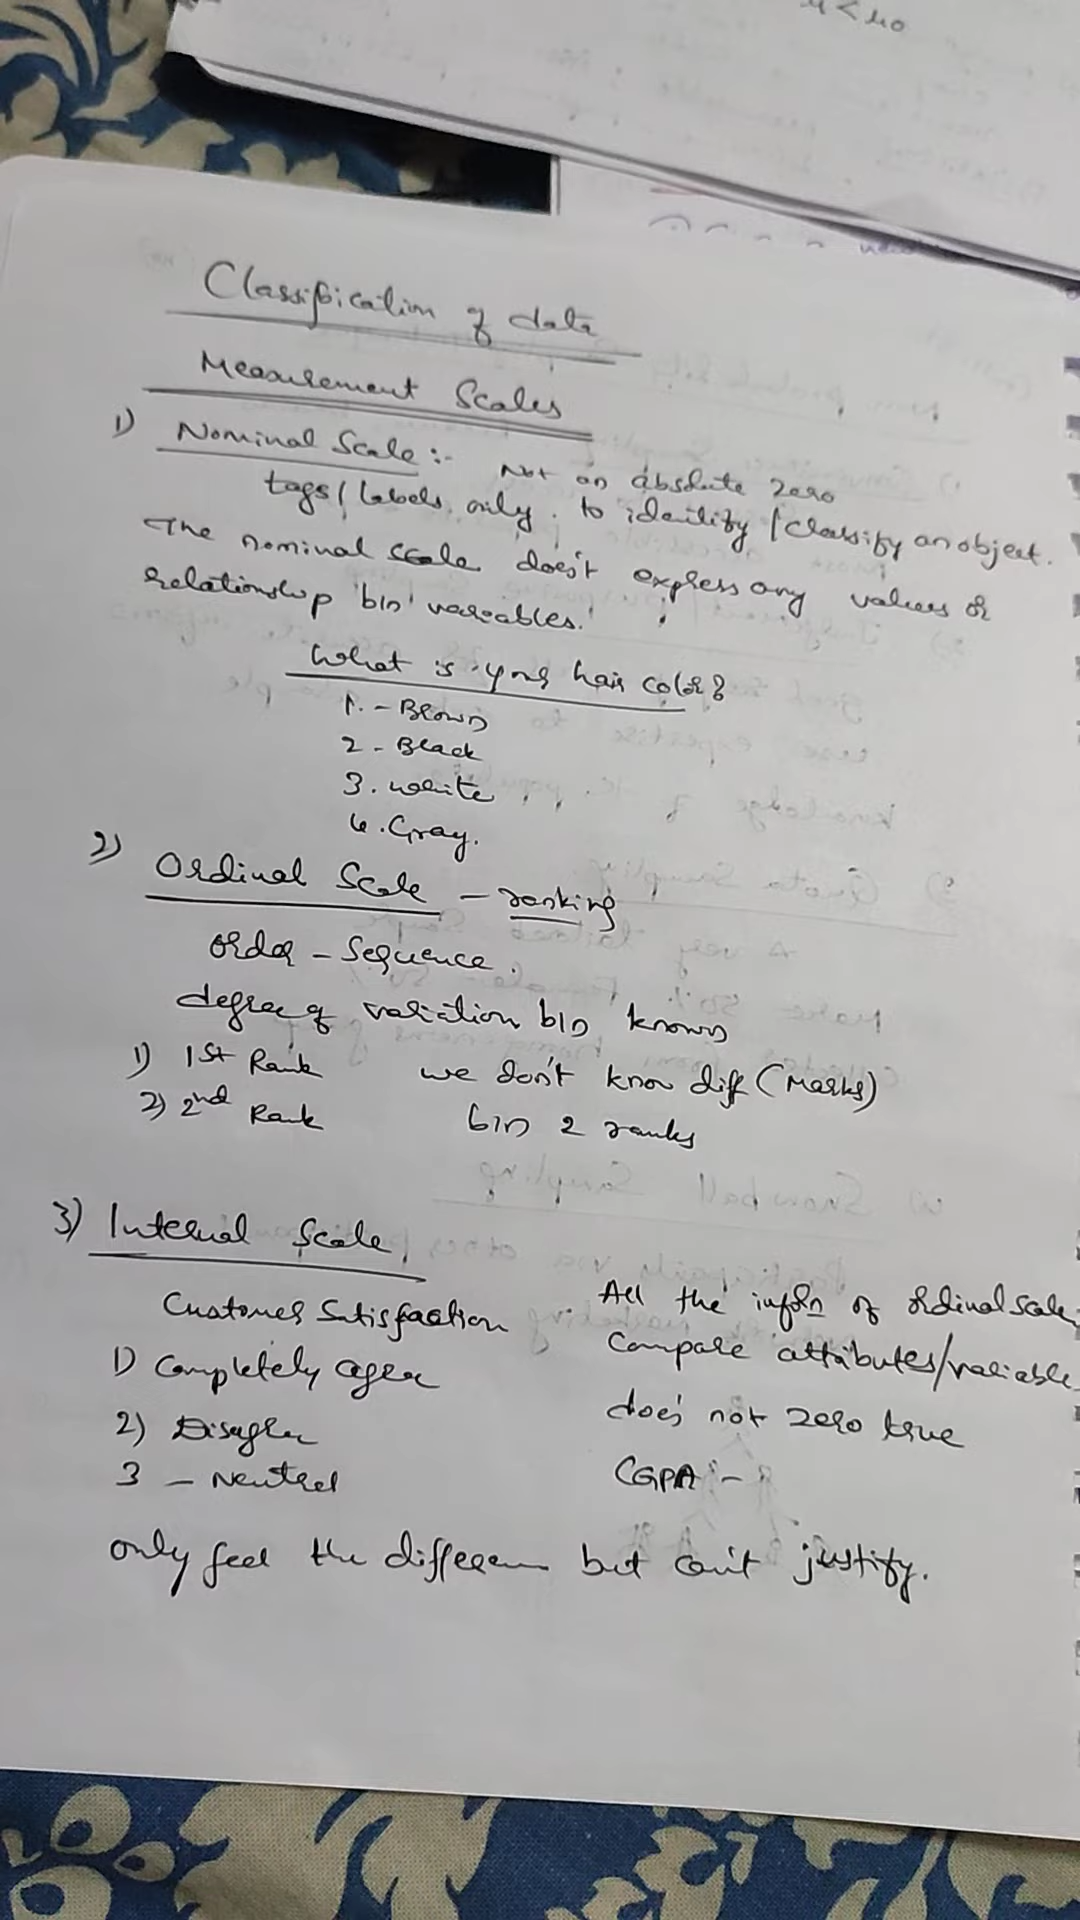 μ < μ0
Classification of data
Measurement Scales
1) Nominal Scale :- Not an absolute zero
tags/labels only. to identify/classify an object.
The nominal scale doesn't express any values or
relationship b/n variables.
What is your hair color?
1. - Brown
2 - Black
3. white
4. Gray.
2) Ordinal Scale - ranking
order - sequence.
degree of variation b/n known
1) 1st Rank we don't know diff (Marks)
2) 2nd Rank b/n 2 ranks
3) Interval Scale
Customer Satisfaction All the infon of ordinal scale,
1) Completely agree Compare attributes/variable
2) Disagree does not zero true
3 - Neutral CGPA :-
only feel the differen but can't justify.